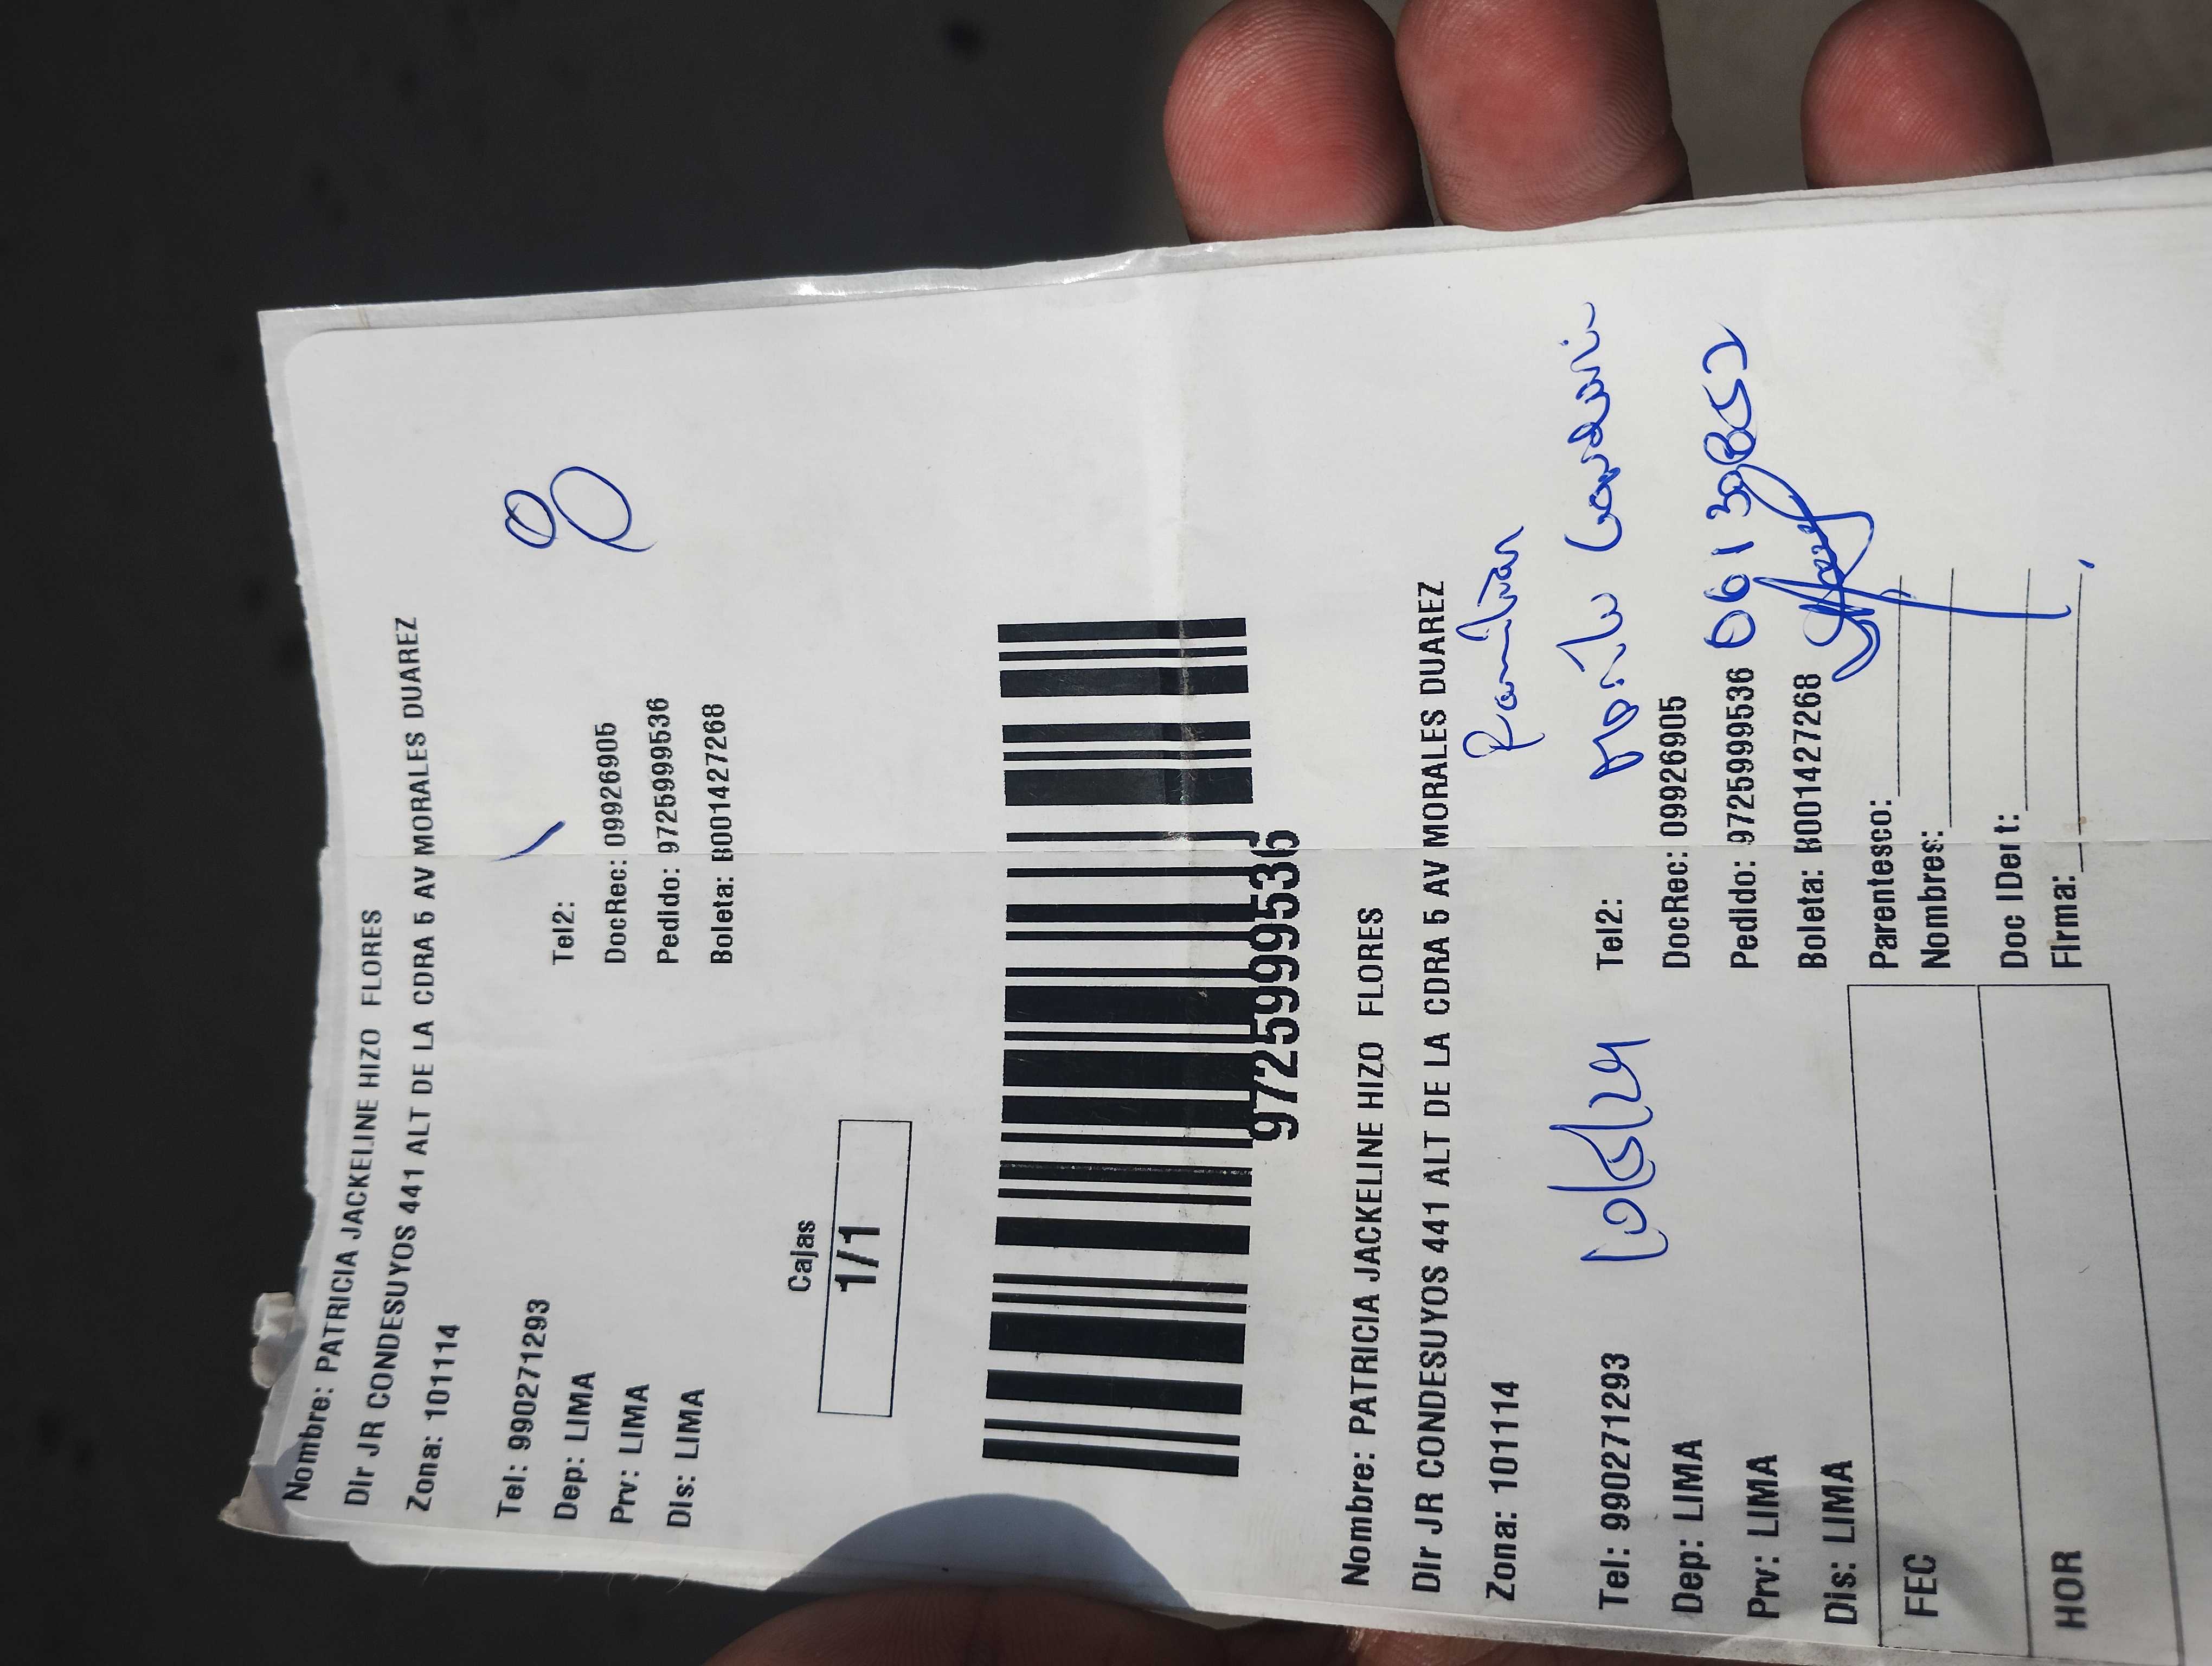 Nombre: PATRICIA JACKELINE HIZO FLORES
Dir JR CONDESUYOS 441 ALT DE LA CDRA 5 AV MORALES DUAREZ
Zona: 101114
8
Tel: 990271293 Tel2:
Dep: LIMA DocRec: 09926905
Prv: LIMA Pedido: 972599959536
Dis: LIMA Boleta: B001427268
Cajas
1/1
9725999536
Nombre: PATRICIA JACKELINE HIZO FLORES
Dir JR CONDESUYOS 441 ALT DE LA CDRA 5 AV MORALES DUAREZ
Zona: 101114
Tel: 990271293 Tel2:
Dep: LIMA DocRec: 09926905
Prv: LIMA Pedido: 9725999536
Dis: LIMA Boleta: B001427268
FEC Parentesco:
Nombres:
HOR Doc IDent:
Firma: